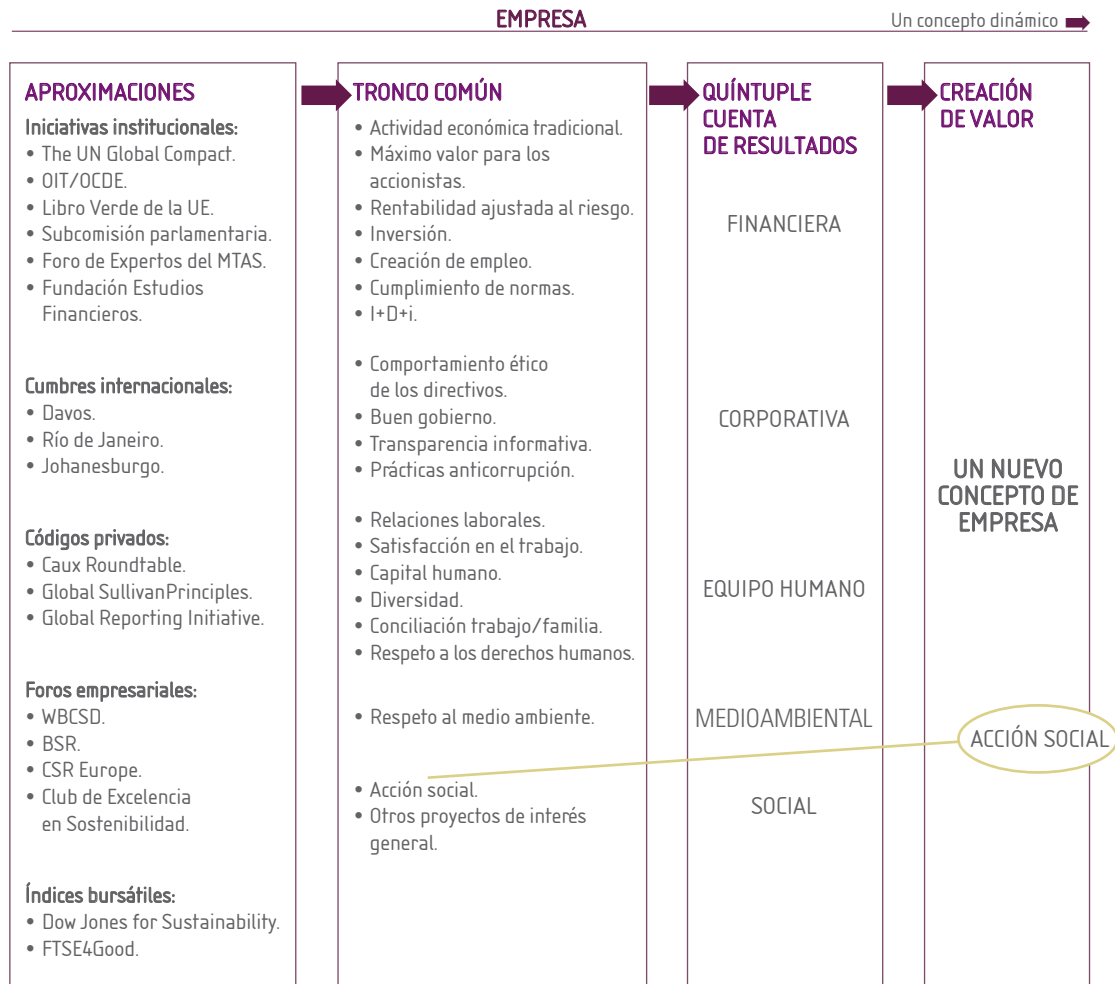 EMPRESA
Un concepto dinámico
APROXIMACIONES
Iniciativas institucionales:
• The UN Global Compact.
• OIT/OCDE.
• Libro Verde de la UE.
• Subcomisión parlamentaria.
• Foro de Expertos del MTAS.
• Fundación Estudios
Financieros.
Cumbres internacionales:
• Davos.
• Río de Janeiro.
• Johanesburgo.
Códigos privados:
• Caux Roundtable.
• Global SullivanPrinciples.
• Global Reporting Initiative.
Foros empresariales:
• WBCSD.
• BSR.
• CSR Europe.
• Club de Excelencia
en Sostenibilidad.
Índices bursátiles:
• Dow Jones for Sustainability.
• FTSE4Good.
TRONCO COMÚN
• Actividad económica tradicional.
• Máximo valor para los
accionistas.
• Rentabilidad ajustada al riesgo.
• Inversión.
• Creación de empleo.
• Cumplimiento de normas.
• I+D+i.
• Comportamiento ético
de los directivos.
• Buen gobierno.
• Transparencia informativa.
• Prácticas anticorrupción.
• Relaciones laborales.
• Satisfacción en el trabajo.
• Capital humano.
• Diversidad.
• Conciliación trabajo/familia.
• Respeto a los derechos humanos.
• Respeto al medio ambiente.
• Acción social.
• Otros proyectos de interés
general.
QUÍNTUPLE
CUENTA
DE RESULTADOS
FINANCIERA
CORPORATIVA
EQUIPO HUMANO
MEDIOAMBIENTAL
SOCIAL
CREACIÓN
DE VALOR
UN NUEVO
CONCEPTO DE
EMPRESA
ACCIÓN SOCIAL